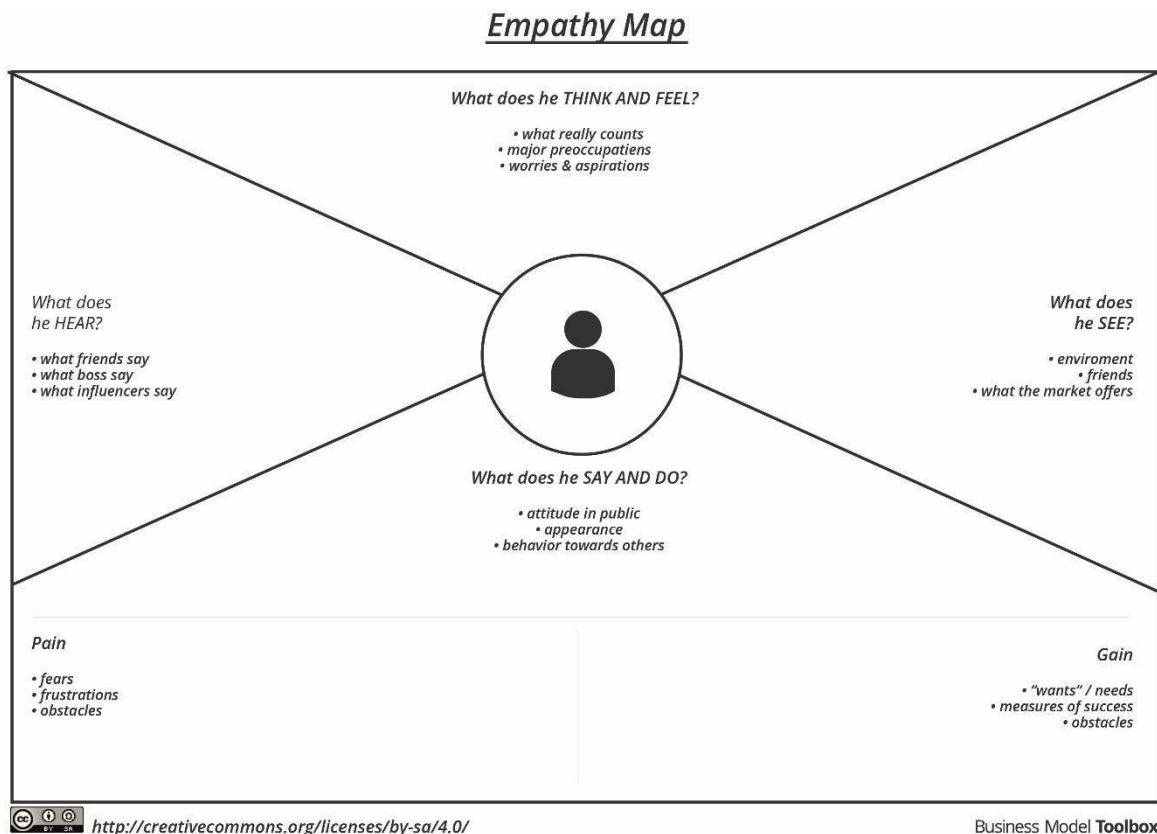 Empathy Map
What does he THINK AND FEEL?
• what really counts
• major preoccupatiens
• worries & aspirations
What does
he HEAR?
• what friends say
• what boss say
• what influencers say
What does
he SEE?
• enviroment
• friends
• what the market offers
What does he SAY AND DO?
• attitude in public
• appearance
• behavior towards others
Pain
• fears
• frustrations
• obstacles
Gain
• “wants” / needs
• measures of success
• obstacles
cc BY SA
http://creativecommons.org/licenses/by-sa/4.0/
Business Model Toolbox